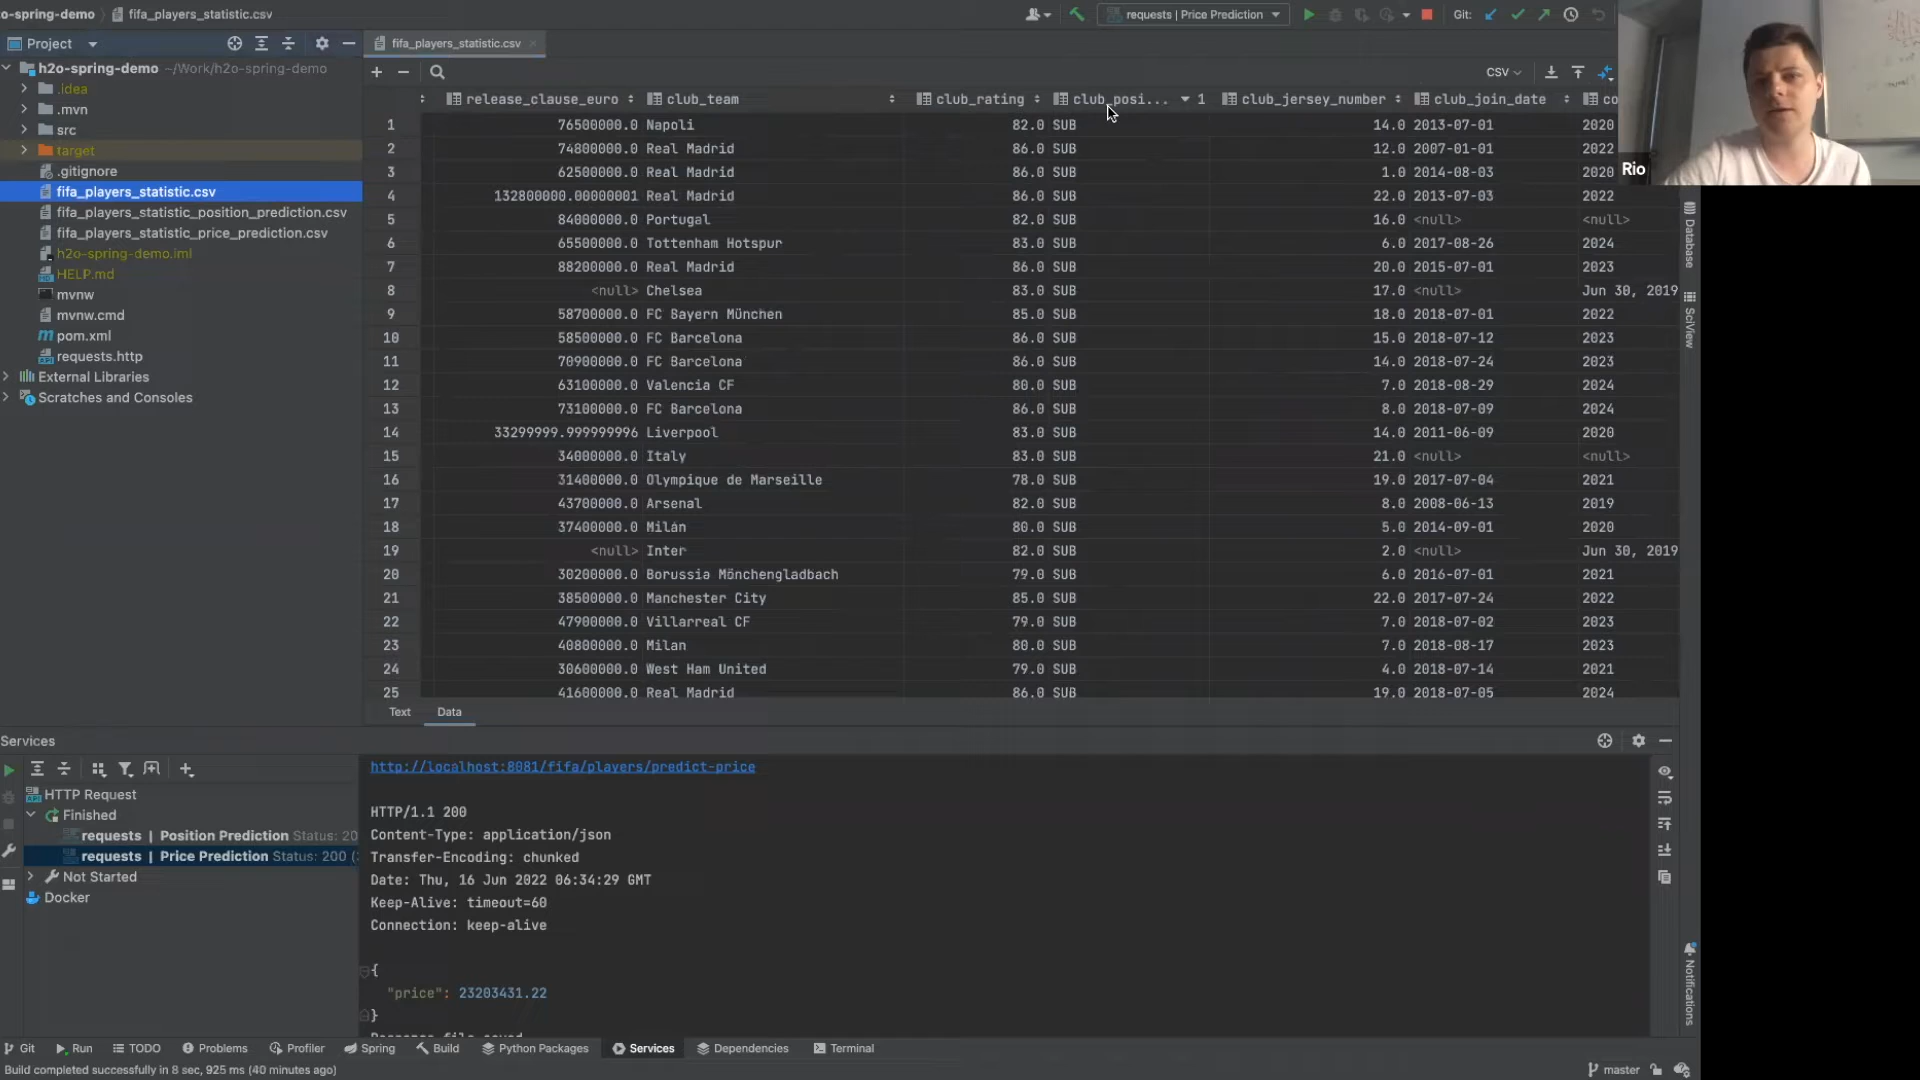 o-spring-demo fifa_players_statistic.csv requests | Price Prediction Git:
Project fifa_players_statistic.csv
h2o-spring-demo ~/Work/h2o-spring-demo
.idea
.mvn
src
target
.gitignore
fifa_players_statistic.csv
fifa_players_statistic_position_prediction.csv
fifa_players_statistic_price_prediction.csv
h2o-spring-demo.iml
HELP.md
mvnw
mvnw.cmd
pom.xml
requests.http
External Libraries
Scratches and Consoles
CSV
release_clause_euro club_team club_rating club_posi... 1 club_jersey_number club_join_date co
1 76500000.0 Napoli 82.0 SUB 14.0 2013-07-01 2020
2 74800000.0 Real Madrid 86.0 SUB 12.0 2007-01-01 2022
3 62500000.0 Real Madrid 86.0 SUB 1.0 2014-08-03 2020
4 132800000.00000001 Real Madrid 86.0 SUB 22.0 2013-07-03 2022
5 84000000.0 Portugal 82.0 SUB 16.0 <null> <null>
6 65500000.0 Tottenham Hotspur 83.0 SUB 6.0 2017-08-26 2024
7 88200000.0 Real Madrid 86.0 SUB 20.0 2015-07-01 2023
8 <null> Chelsea 83.0 SUB 17.0 <null> Jun 30, 2019
9 58700000.0 FC Bayern München 85.0 SUB 18.0 2018-07-01 2022
10 58500000.0 FC Barcelona 86.0 SUB 15.0 2018-07-12 2023
11 70900000.0 FC Barcelona 86.0 SUB 14.0 2018-07-24 2023
12 63100000.0 Valencia CF 80.0 SUB 7.0 2018-08-29 2024
13 73100000.0 FC Barcelona 86.0 SUB 8.0 2018-07-09 2024
14 33299999.999999996 Liverpool 83.0 SUB 14.0 2011-06-09 2020
15 34000000.0 Italy 83.0 SUB 21.0 <null> <null>
16 31400000.0 Olympique de Marseille 78.0 SUB 19.0 2017-07-04 2021
17 43700000.0 Arsenal 82.0 SUB 8.0 2008-06-13 2019
18 37400000.0 Milan 80.0 SUB 5.0 2014-09-01 2020
19 <null> Inter 82.0 SUB 2.0 <null> Jun 30, 2019
20 30200000.0 Borussia Mönchengladbach 79.0 SUB 6.0 2016-07-01 2021
21 38500000.0 Manchester City 85.0 SUB 22.0 2017-07-24 2022
22 47900000.0 Villarreal CF 79.0 SUB 7.0 2018-07-02 2023
23 40800000.0 Milan 80.0 SUB 7.0 2018-08-17 2023
24 30600000.0 West Ham United 79.0 SUB 4.0 2018-07-14 2021
25 41600000.0 Real Madrid 86.0 SUB 19.0 2018-07-05 2024
Rio
Database
SciView
Notifications
Text Data
Services
HTTP Request
Finished
requests | Position Prediction Status: 20
requests | Price Prediction Status: 200 (
Not Started
Docker
http://localhost:8081/fifa/players/predict-price
HTTP/1.1 200
Content-Type: application/json
Transfer-Encoding: chunked
Date: Thu, 16 Jun 2022 06:34:29 GMT
Keep-Alive: timeout=60
Connection: keep-alive
{
"price": 23203431.22
}
Git Run TODO Problems Profiler Spring Build Python Packages Services Dependencies Terminal
Build completed successfully in 8 sec, 925 ms (40 minutes ago) master